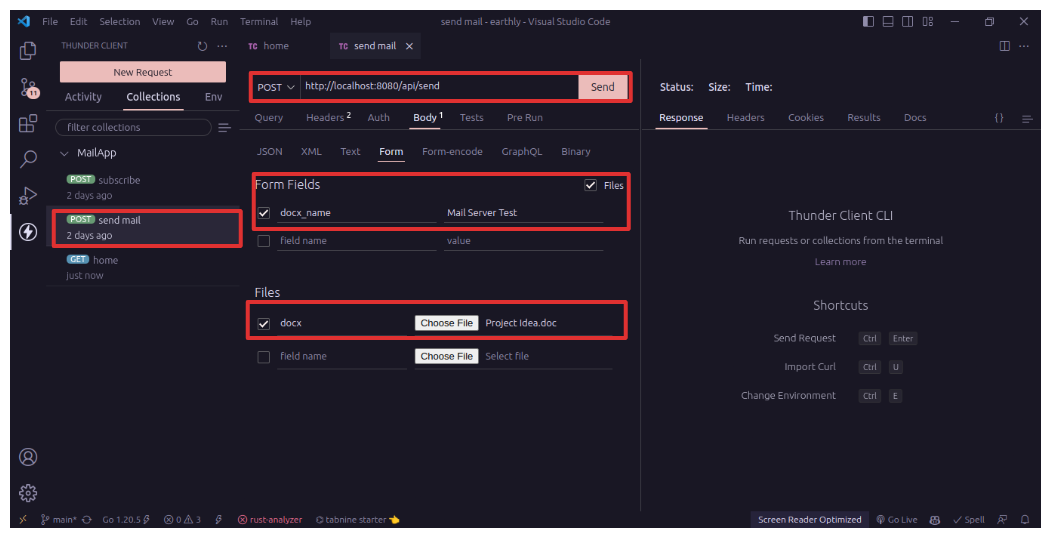 File Edit Selection View Go Run Terminal Help
send mail - earthly - Visual Studio Code
THUNDER CLIENT
TC home
TC send mail
New Request
Activity Collections Env
filter collections
MailApp
POST subscribe
2 days ago
POST send mail
2 days ago
GET home
just now
11
POST http://localhost:8080/api/send Send
Query Headers 2 Auth Body 1 Tests Pre Run
JSON XML Text Form Form-encode GraphQL Binary
Form Fields Files
docx_name Mail Server Test
field name value
Files
docx Choose File Project Idea.doc
field name Choose File Select file
Status: Size: Time:
Response Headers Cookies Results Docs {}
Thunder Client CLI
Run requests or collections from the terminal
Learn more
Shortcuts
Send Request Ctrl Enter
Import Curl Ctrl U
Change Environment Ctrl E
main* Go 1.20.5 0 3 rust-analyzer tabnine starter Screen Reader Optimized Go Live Spell